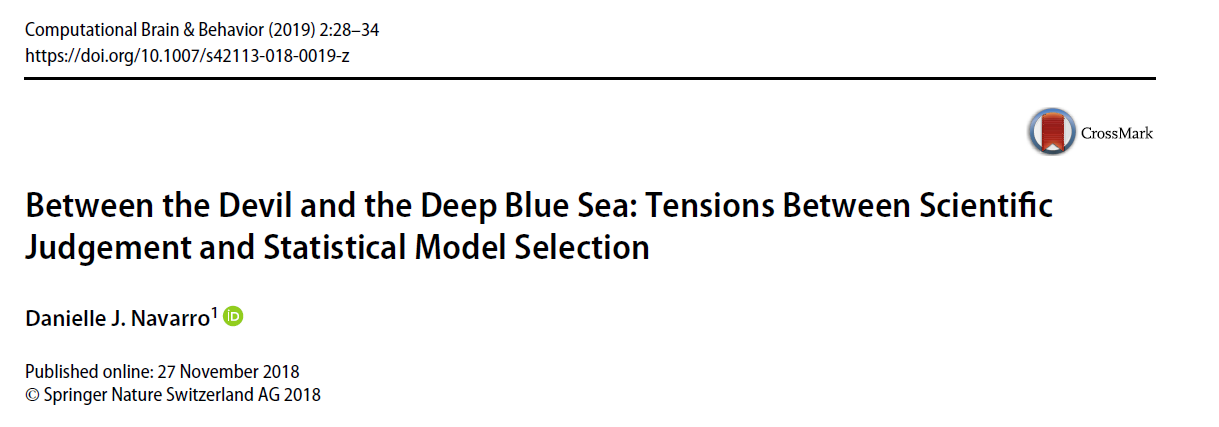 Computational Brain & Behavior (2019) 2:28–34
https://doi.org/10.1007/s42113-018-0019-z
CrossMark
Between the Devil and the Deep Blue Sea: Tensions Between Scientific
Judgement and Statistical Model Selection
Danielle J. Navarro1 iD
Published online: 27 November 2018
© Springer Nature Switzerland AG 2018